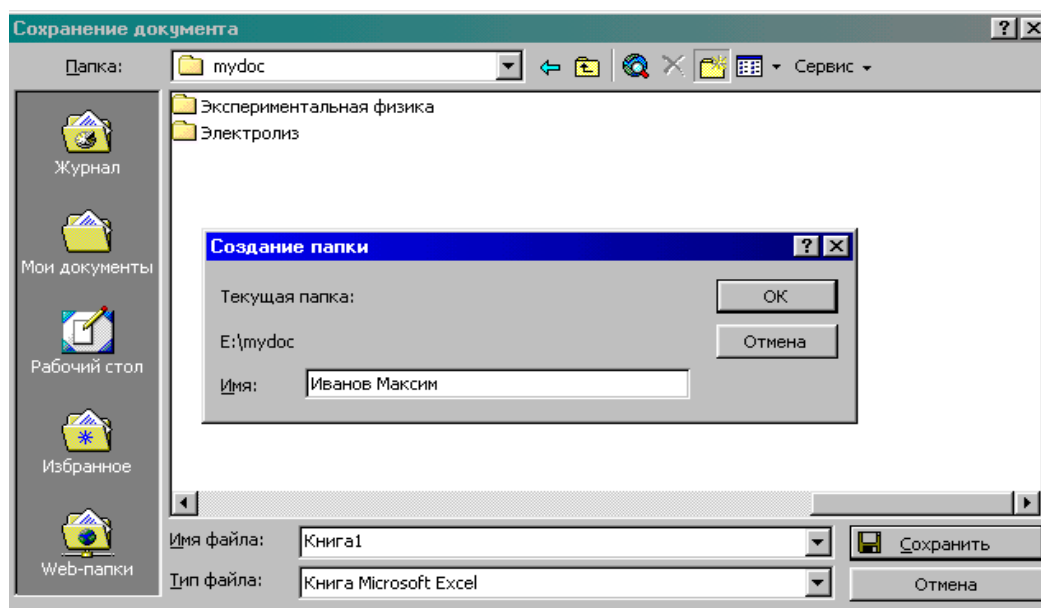 Сохранение документа
Папка:
mydoc
Сервис
Экспериментальная физика
Электролиз
Журнал
Мои документы
Рабочий стол
Избранное
Web-папки
Создание папки
Текущая папка:
ОК
E:\mydoc
Отмена
Имя:
Иванов Максим
Имя файла:
Книга1
Сохранить
Тип файла:
Книга Microsoft Excel
Отмена